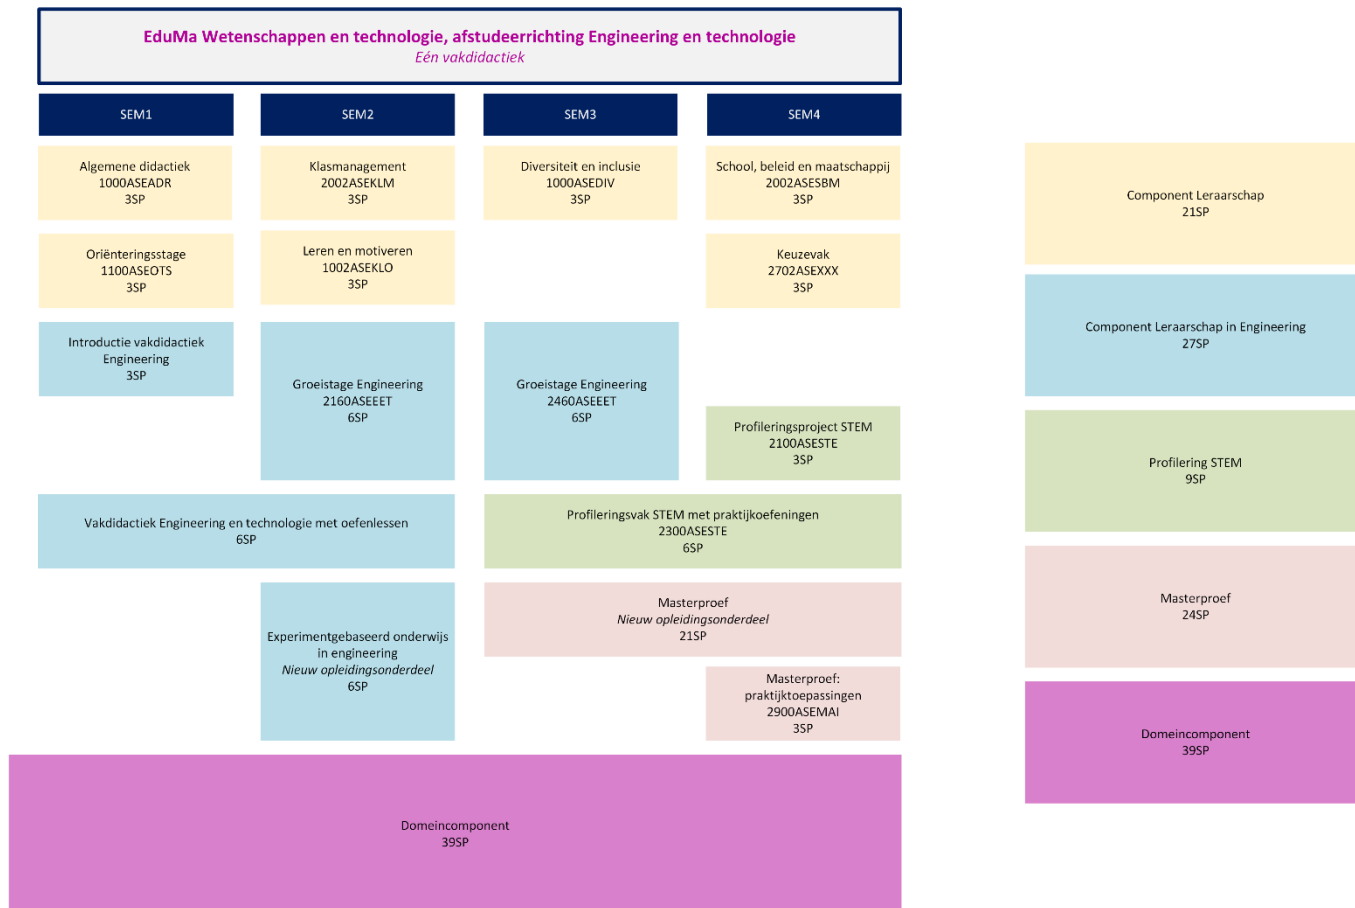 EduMa Wetenschappen en technologie, afstudeerrichting Engineering en technologie
Eén vakdidactiek
SEM1
SEM2
SEM3
SEM4
Algemene didactiek
1000ASEADR
3SP
Klasmanagement
2002ASEKLM
3SP
Diversiteit en inclusie
1000ASEDIV
3SP
School, beleid en maatschappij
2002ASESBM
3SP
Oriënteringsstage
1100ASEOTS
3SP
Leren en motiveren
1002ASEKLO
3SP
Keuzevak
2702ASEXXX
3SP
Introductie vakdidactiek
Engineering
3SP
Groeistage Engineering
2160ASEEET
6SP
Groeistage Engineering
2460ASEEET
6SP
Profileringsproject STEM
2100ASESTE
3SP
Vakdidactiek Engineering en technologie met oefenlessen
6SP
Profileringsvak STEM met praktijkoefeningen
2300ASESTE
6SP
Experimentgebaseerd onderwijs
in engineering
Nieuw opleidingsonderdeel
6SP
Masterproef
Nieuw opleidingsonderdeel
21SP
Masterproef:
praktijktoepassingen
2900ASEMAI
3SP
Domeincomponent
39SP
Component Leraarschap
21SP
Component Leraarschap in Engineering
27SP
Profilering STEM
9SP
Masterproef
24SP
Domeincomponent
39SP